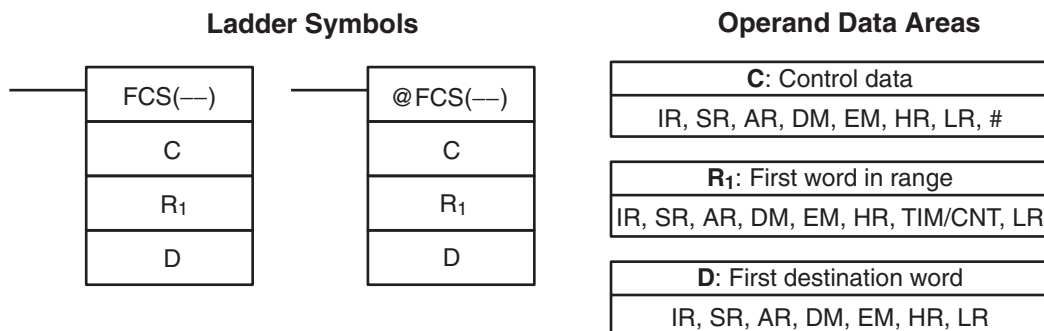 Ladder Symbols
FCS(––)
C
R1
D
@FCS(––)
C
R1
D
Operand Data Areas
C: Control data
IR, SR, AR, DM, EM, HR, LR, #
R1: First word in range
IR, SR, AR, DM, EM, HR, TIM/CNT, LR
D: First destination word
IR, SR, AR, DM, EM, HR, LR